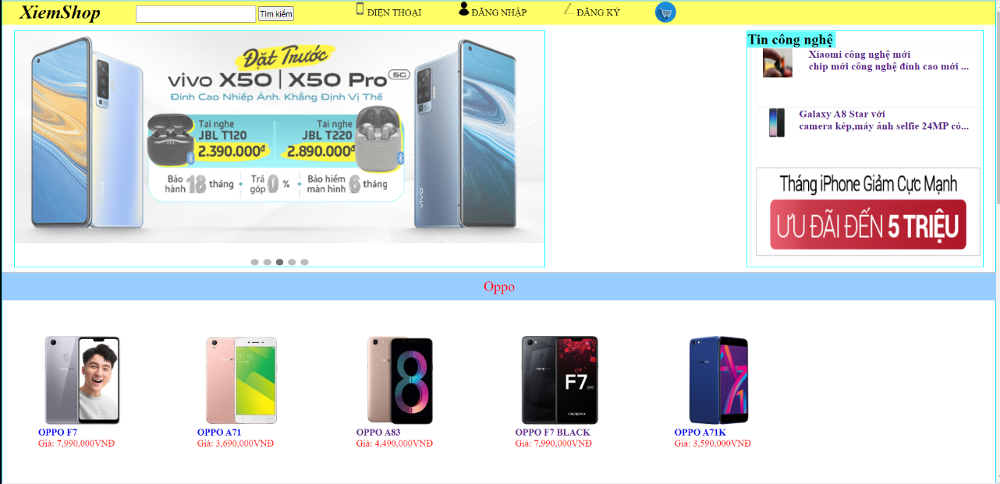 XiemShop
Tìm kiếm
ĐIỆN THOẠI
ĐĂNG NHẬP
ĐĂNG KÝ
Đặt Trước
vivo X50 | X50 Pro 5G
Đỉnh Cao Nhiếp Ảnh. Khẳng Định Vị Thế
Tai nghe
JBL T120
2.390.000đ
Tai nghe
JBL T220
2.890.000đ
Bảo hành 18 tháng + Trả góp 0 % + Bảo hiểm màn hình 6 tháng
vivo
vivo
Tin công nghệ
Xiaomi công nghệ mới
chip mới công nghệ đỉnh cao mới ...
Galaxy A8 Star với
camera kép,máy ảnh selfie 24MP có...
Tháng iPhone Giảm Cực Mạnh
ƯU ĐÃI ĐẾN 5 TRIỆU
Oppo
01:10
8
F7
oppo
OPPO F7
Giá: 7,990,000VNĐ
OPPO A71
Giá: 3,690,000VNĐ
OPPO A83
Giá: 4,490,000VNĐ
OPPO F7 BLACK
Giá: 7,990,000VNĐ
OPPO A71K
Giá: 3,590,000VNĐ